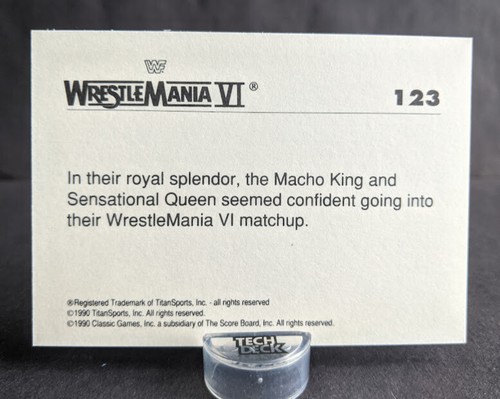 WF
WRESTLEMANIA VI ®
123
In their royal splendor, the Macho King and
Sensational Queen seemed confident going into
their WrestleMania VI matchup.
®Registered Trademark of TitanSports, Inc. - all rights reserved
©1990 TitanSports, Inc. All rights reserved.
©1990 Classic Games, Inc. a subsidiary of The Score Board, Inc. All rights reserved.
TECH
DECK